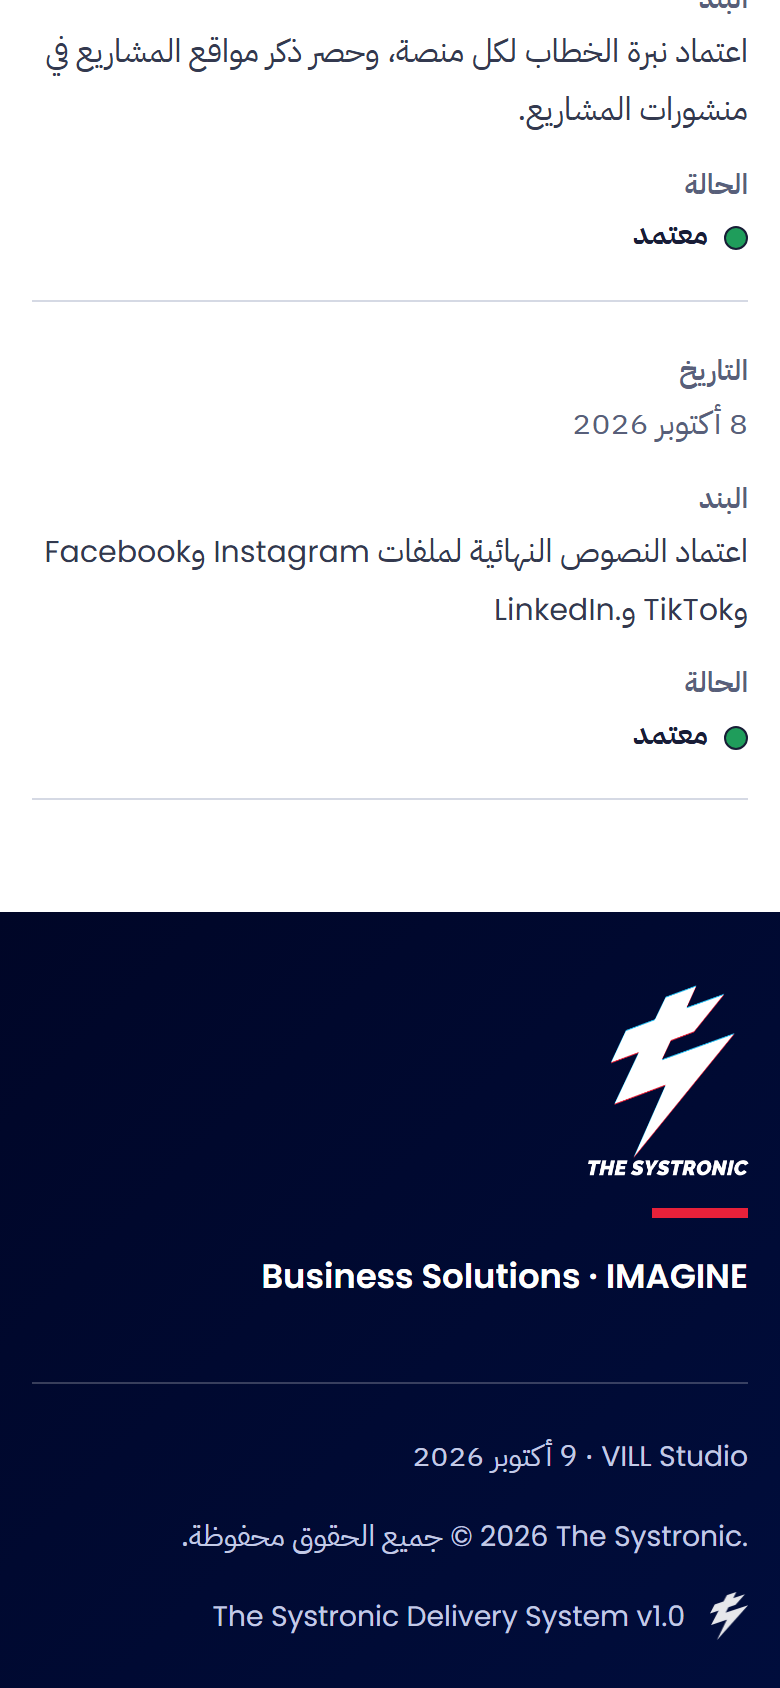 البند
اعتماد نبرة الخطاب لكل منصة، وحصر ذكر مواقع المشاريع في
منشورات المشاريع.
الحالة
معتمد
التاريخ
8 أكتوبر 2026
البند
اعتماد النصوص النهائية لملفات Instagram وFacebook
وTikTok وLinkedIn.
الحالة
معتمد
THE SYSTRONIC
Business Solutions · IMAGINE
VILL Studio · 9 أكتوبر 2026
© 2026 The Systronic. جميع الحقوق محفوظة.
The Systronic Delivery System v1.0